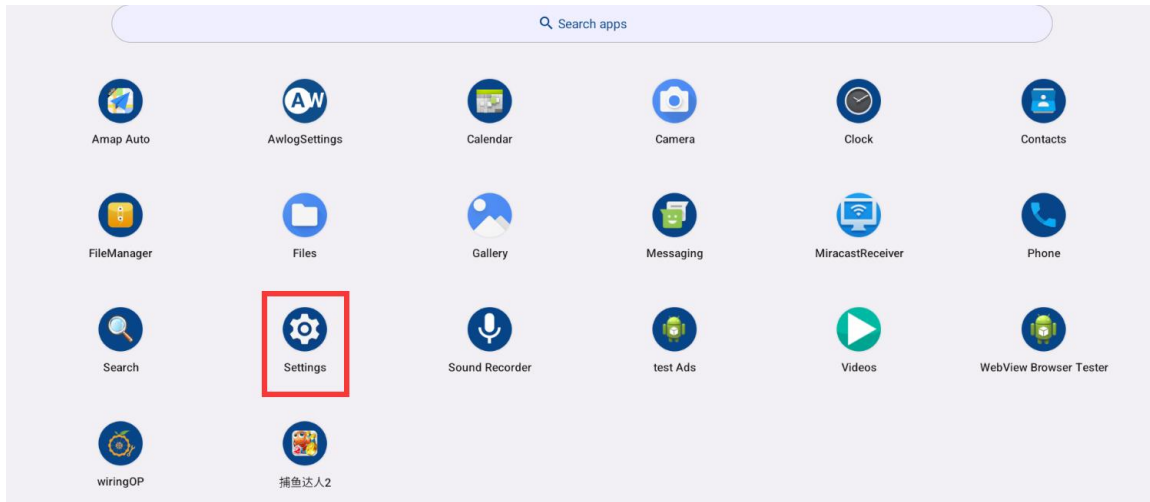 Search apps
Amap Auto
AwlogSettings
Calendar
Camera
Clock
Contacts
FileManager
Files
Gallery
Messaging
MiracastReceiver
Phone
Search
Settings
Sound Recorder
test Ads
Videos
WebView Browser Tester
wiringOP
捕鱼达人2